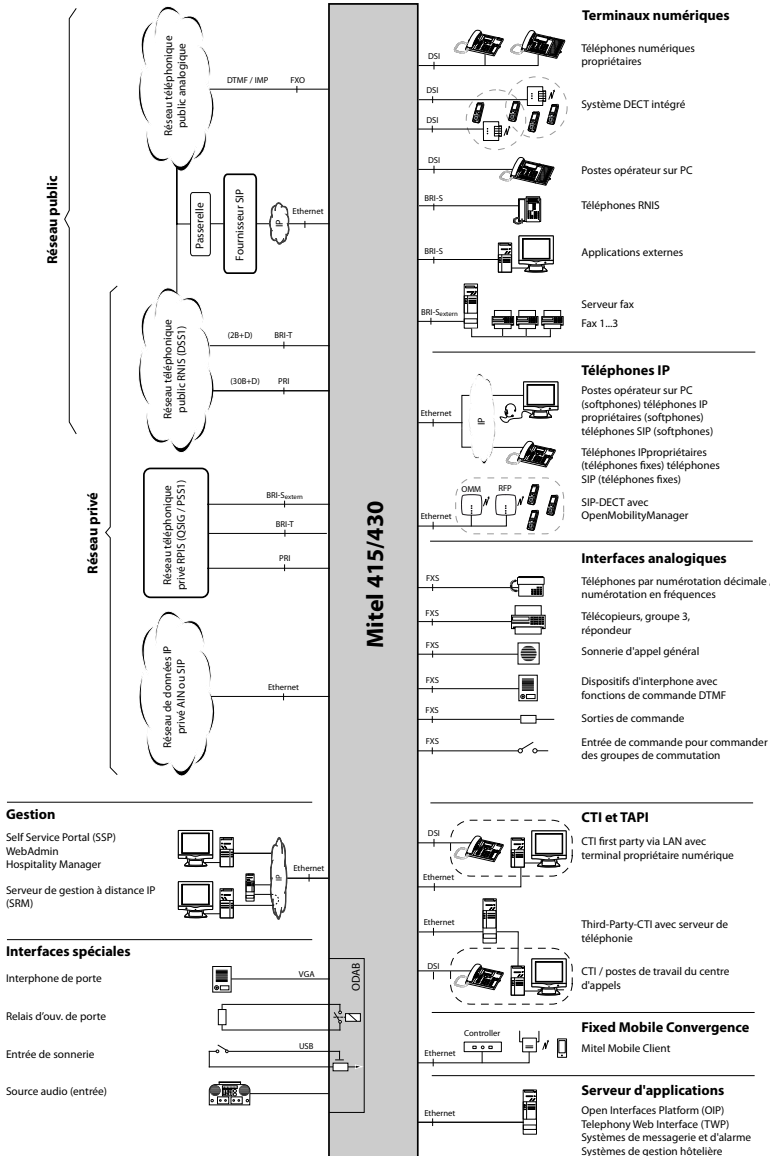 Réseau public
Réseau privé
Réseau téléphonique
public analogique
DTMF / IMP
FXO
Passerelle
Fournisseur SIP
IP
Ethernet
Réseau téléphonique
public RNIS (DSS1)
(2B+D)
BRI-T
(30B+D)
PRI
Réseau téléphonique
privé RPIS (QSIG / PSS1)
BRI-Sextern
BRI-T
PRI
Réseau de données IP
privé AIN ou SIP
Ethernet
Gestion
Self Service Portal (SSP)
WebAdmin
Hospitality Manager
Serveur de gestion à distance IP
(SRM)
IP
Ethernet
Interfaces spéciales
Interphone de porte
VGA
Relais d'ouv. de porte
Entrée de sonnerie
USB
Source audio (entrée)
ODAB
Mitel 415/430
Terminaux numériques
DSI
Téléphones numériques
propriétaires
DSI
DSI
Système DECT intégré
DSI
Postes opérateur sur PC
BRI-S
Téléphones RNIS
BRI-S
Applications externes
BRI-Sextern
Serveur fax
Fax 1...3
Téléphones IP
Ethernet
IP
Postes opérateur sur PC
(softphones) téléphones IP
propriétaires (softphones)
téléphones SIP (softphones)
Téléphones IPpropriétaires
(téléphones fixes) téléphones
SIP (téléphones fixes)
Ethernet
OMM
RFP
SIP-DECT avec
OpenMobilityManager
Interfaces analogiques
FXS
Téléphones par numérotation décimale
numérotation en fréquences
FXS
Télécopieurs, groupe 3,
répondeur
FXS
Sonnerie d'appel général
FXS
Dispositifs d'interphone avec
fonctions de commande DTMF
FXS
Sorties de commande
FXS
Entrée de commande pour commander
des groupes de commutation
CTI et TAPI
DSI
Ethernet
CTI first party via LAN avec
terminal propriétaire numérique
Ethernet
Third-Party-CTI avec serveur de
téléphonie
DSI
CTI / postes de travail du centre
d'appels
Fixed Mobile Convergence
Controller
Ethernet
Mitel Mobile Client
Serveur d'applications
Ethernet
Open Interfaces Platform (OIP)
Telephony Web Interface (TWP)
Systèmes de messagerie et d'alarme
Systèmes de gestion hôtelière